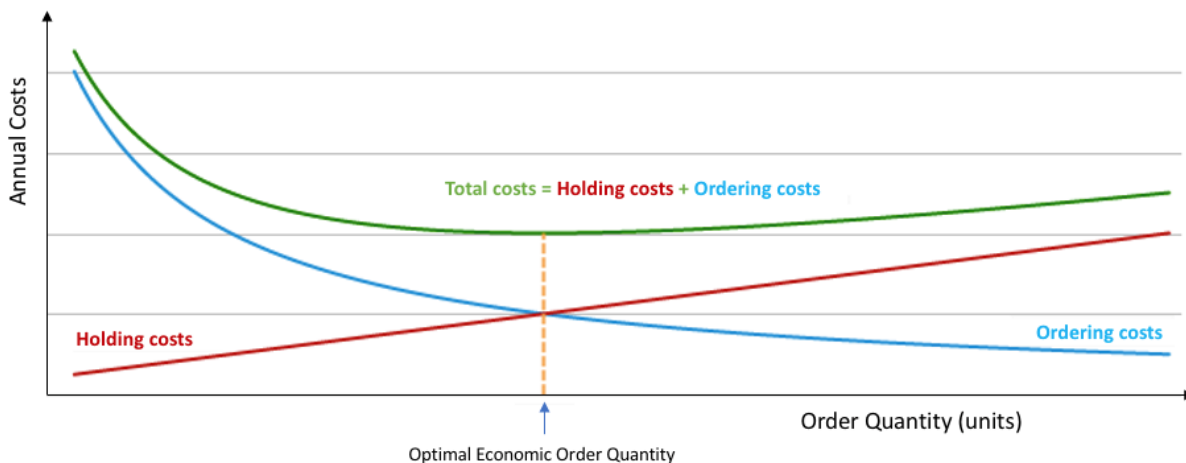 Annual Costs
Total costs = Holding costs + Ordering costs
Holding costs
Ordering costs
Order Quantity (units)
Optimal Economic Order Quantity